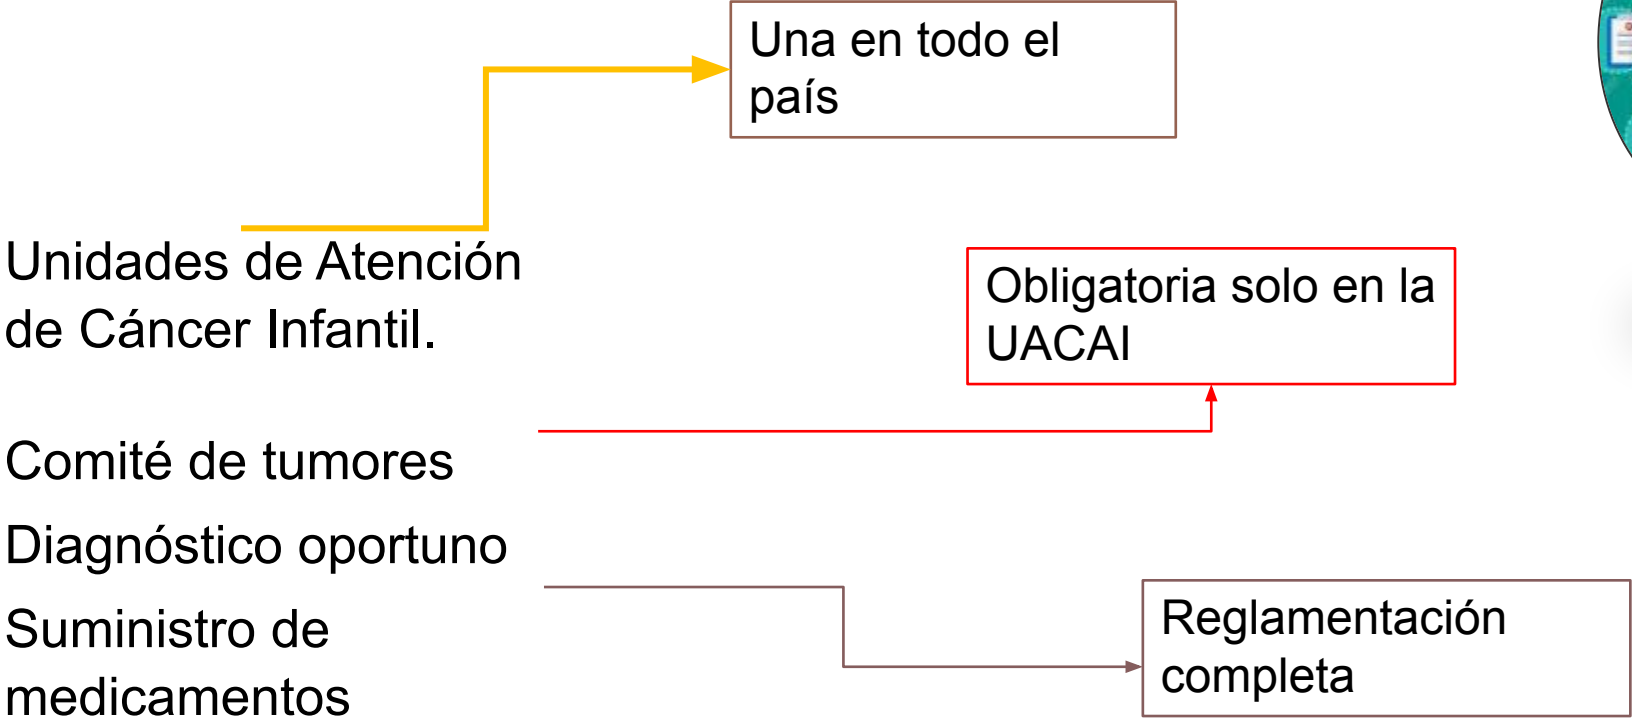 Una en todo el
país
Unidades de Atención
de Cáncer Infantil.
Obligatoria solo en la
UACAI
Comité de tumores
Diagnóstico oportuno
Suministro de
medicamentos
Reglamentación
completa